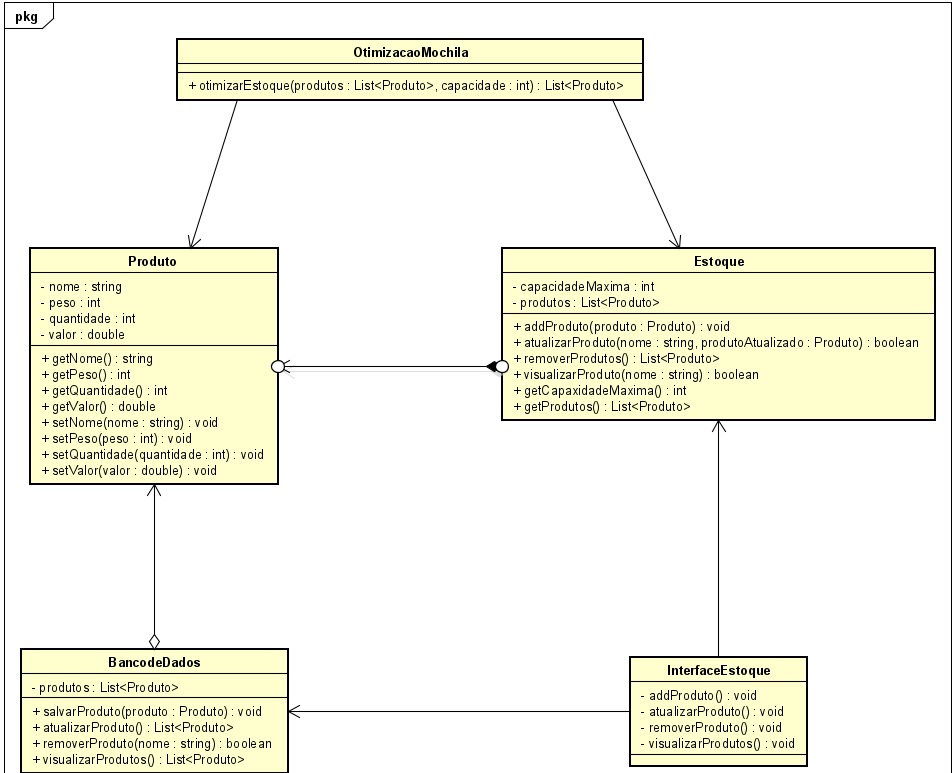 pkg
OtimizacaoMochila
+ otimizarEstoque(produtos : List<Produto>, capacidade : int) : List<Produto>
Produto
- nome : string
- peso : int
- quantidade : int
- valor : double
+ getNome() : string
+ getPeso() : int
+ getQuantidade() : int
+ getValor() : double
+ setNome(nome : string) : void
+ setPeso(peso : int) : void
+ setQuantidade(quantidade : int) : void
+ setValor(valor : double) : void
Estoque
- capacidadeMaxima : int
- produtos : List<Produto>
+ addProduto(produto : Produto) : void
+ atualizarProduto(nome : string, produtoAtualizado : Produto) : boolean
+ removerProdutos() : List<Produto>
+ visualizarProduto(nome : string) : boolean
+ getCapaxidadeMaxima() : int
+ getProdutos() : List<Produto>
BancodeDados
- produtos : List<Produto>
+ salvarProduto(produto : Produto) : void
+ atualizarProduto() : List<Produto>
+ removerProduto(nome : string) : boolean
+ visualizarProdutos() : List<Produto>
InterfaceEstoque
- addProduto() : void
- atualizarProduto() : void
- removerProduto() : void
- visualizarProdutos() : void